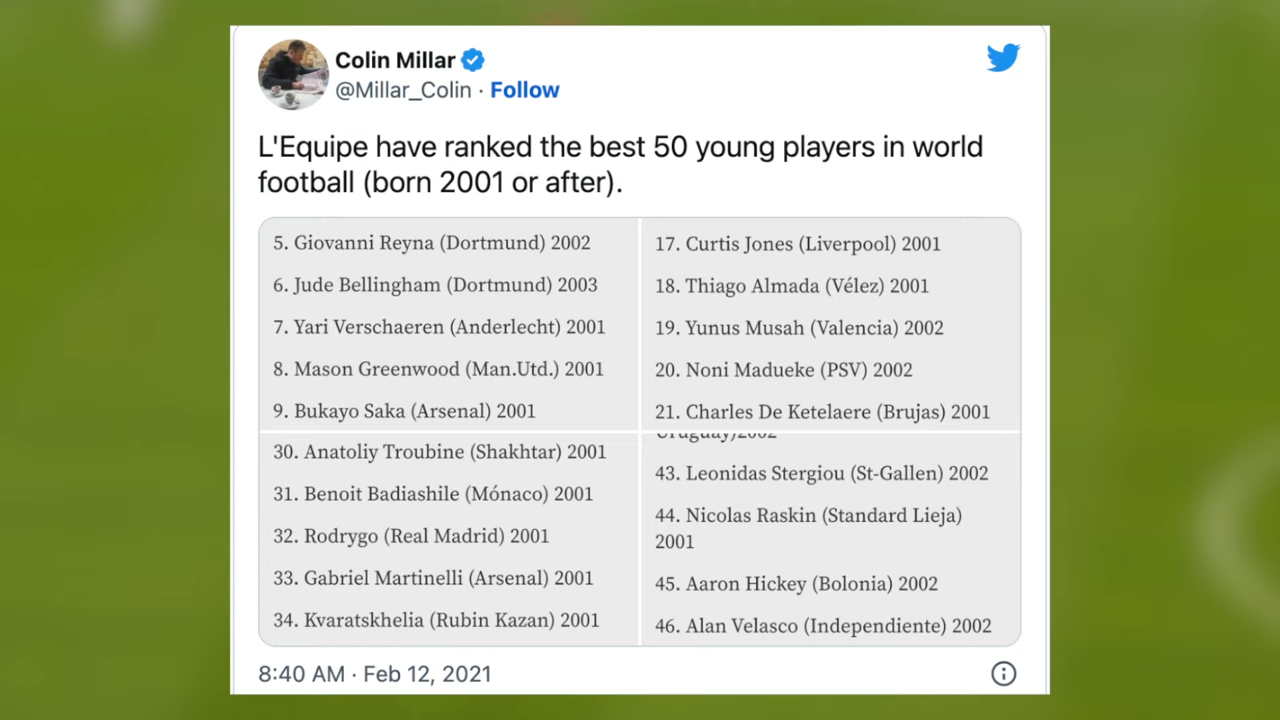 Colin Millar
@Millar_Colin · Follow
L'Equipe have ranked the best 50 young players in world
football (born 2001 or after).
5. Giovanni Reyna (Dortmund) 2002
6. Jude Bellingham (Dortmund) 2003
7. Yari Verschaeren (Anderlecht) 2001
8. Mason Greenwood (Man.Utd.) 2001
9. Bukayo Saka (Arsenal) 2001
17. Curtis Jones (Liverpool) 2001
18. Thiago Almada (Vélez) 2001
19. Yunus Musah (Valencia) 2002
20. Noni Madueke (PSV) 2002
21. Charles De Ketelaere (Brujas) 2001
30. Anatoliy Troubine (Shakhtar) 2001
31. Benoit Badiashile (Mónaco) 2001
32. Rodrygo (Real Madrid) 2001
33. Gabriel Martinelli (Arsenal) 2001
34. Kvaratskhelia (Rubin Kazan) 2001
Uruguay)2002
43. Leonidas Stergiou (St-Gallen) 2002
44. Nicolas Raskin (Standard Lieja)
2001
45. Aaron Hickey (Bolonia) 2002
46. Alan Velasco (Independiente) 2002
8:40 AM · Feb 12, 2021